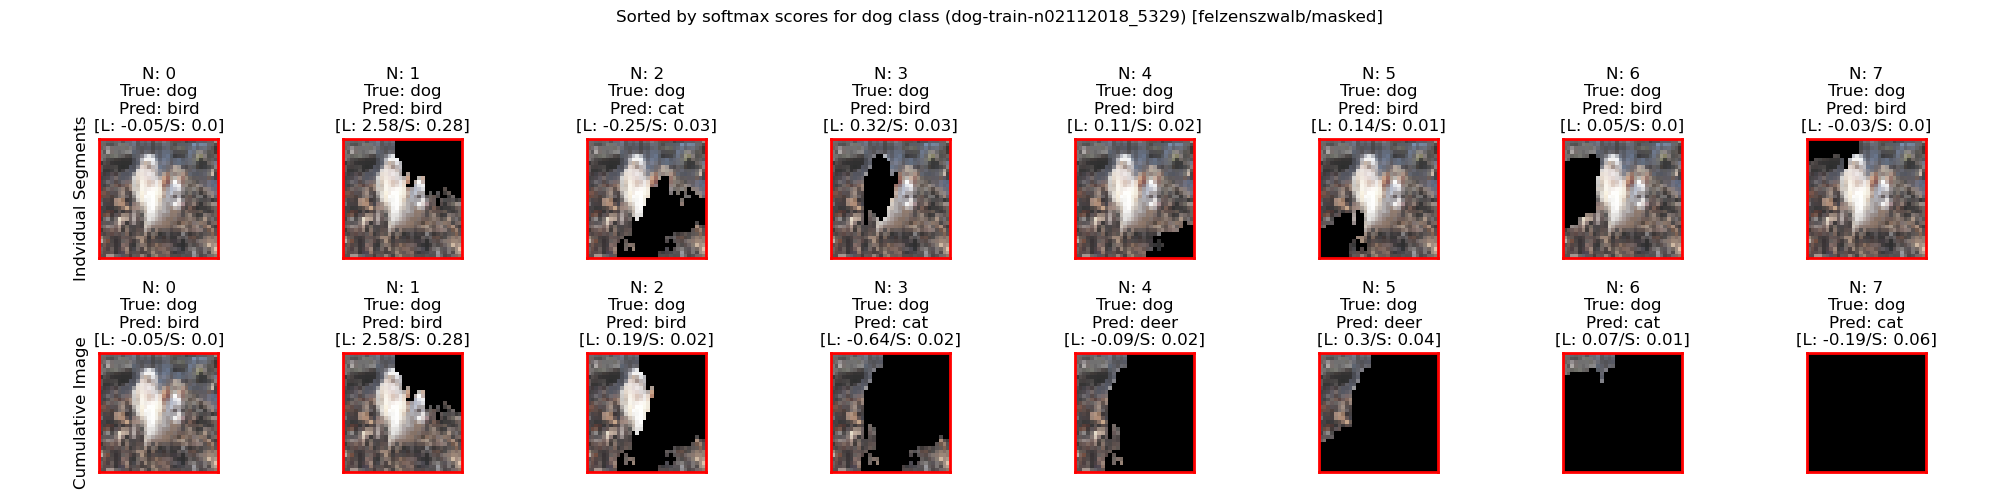 Sorted by softmax scores for dog class (dog-train-n02112018_5329) [felzenszwalb/masked]
Indvidual Segments
N: 0
True: dog
Pred: bird
[L: -0.05/S: 0.0]
N: 1
True: dog
Pred: bird
[L: 2.58/S: 0.28]
N: 2
True: dog
Pred: cat
[L: -0.25/S: 0.03]
N: 3
True: dog
Pred: bird
[L: 0.32/S: 0.03]
N: 4
True: dog
Pred: bird
[L: 0.11/S: 0.02]
N: 5
True: dog
Pred: bird
[L: 0.14/S: 0.01]
N: 6
True: dog
Pred: bird
[L: 0.05/S: 0.0]
N: 7
True: dog
Pred: bird
[L: -0.03/S: 0.0]
Cumulative Image
N: 0
True: dog
Pred: bird
[L: -0.05/S: 0.0]
N: 1
True: dog
Pred: bird
[L: 2.58/S: 0.28]
N: 2
True: dog
Pred: bird
[L: 0.19/S: 0.02]
N: 3
True: dog
Pred: cat
[L: -0.64/S: 0.02]
N: 4
True: dog
Pred: deer
[L: -0.09/S: 0.02]
N: 5
True: dog
Pred: deer
[L: 0.3/S: 0.04]
N: 6
True: dog
Pred: cat
[L: 0.07/S: 0.01]
N: 7
True: dog
Pred: cat
[L: -0.19/S: 0.06]